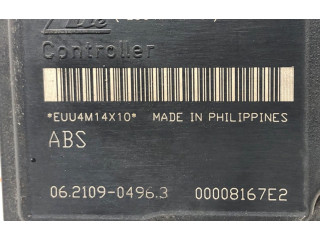 Controller
*EUU4M14X10* MADE IN PHILIPPINES
ABS
06.2109-0496.3 00008167E2